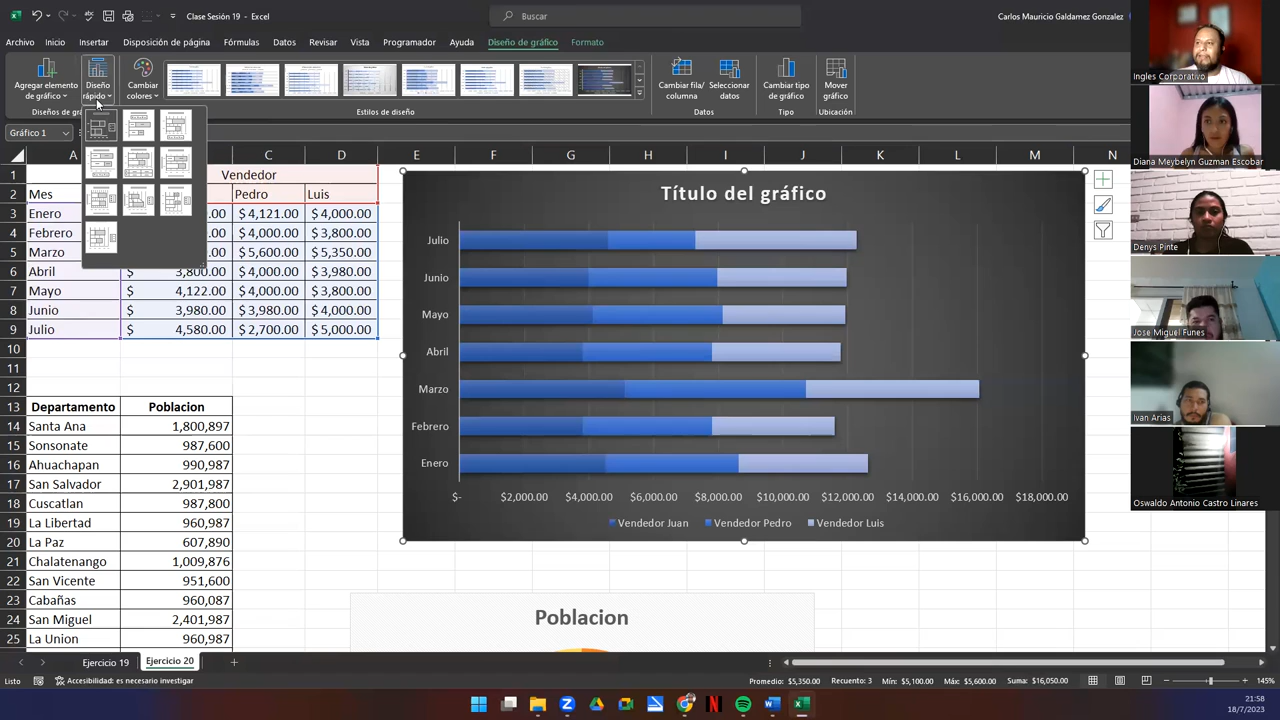 Clase Sesión 19 - Excel
Buscar
Carlos Mauricio Galdamez Gonzalez
Archivo Inicio Insertar Disposición de página Fórmulas Datos Revisar Vista Programador Ayuda Diseño de gráfico Formato
Agregar elemento de gráfico
Diseño rápido
Cambiar colores
Cambiar fila/ columna
Seleccionar datos
Cambiar tipo de gráfico
Mover gráfico
Estilos de diseño
Datos
Tipo
Ubicación
Gráfico 1
A C D E F G H I J K L M N
1 Vendedor
2 Mes Pedro Luis
3 Enero $ 4,121.00 $ 4,000.00
4 Febrero $ 4,000.00 $ 3,800.00
5 Marzo $ 5,600.00 $ 5,350.00
6 Abril 3,800.00 $ 4,000.00 $ 3,980.00
7 Mayo $ 4,122.00 $ 4,000.00 $ 3,800.00
8 Junio $ 3,980.00 $ 3,980.00 $ 4,000.00
9 Julio $ 4,580.00 $ 2,700.00 $ 5,000.00
10
11
12
13 Departamento Poblacion
14 Santa Ana 1,800,897
15 Sonsonate 987,600
16 Ahuachapan 990,987
17 San Salvador 2,901,987
18 Cuscatlan 987,800
19 La Libertad 960,987
20 La Paz 607,890
21 Chalatenango 1,009,876
22 San Vicente 951,600
23 Cabañas 960,087
24 San Miguel 2,401,987
25 La Union 960,987
Título del gráfico
Julio
Junio
Mayo
Abril
Marzo
Febrero
Enero
$- $2,000.00 $4,000.00 $6,000.00 $8,000.00 $10,000.00 $12,000.00 $14,000.00 $16,000.00 $18,000.00
Vendedor Juan Vendedor Pedro Vendedor Luis
Poblacion
Ingles Corporativo
Diana Meybelyn Guzman Escobar
Denys Pinte
Jose Miguel Funes
Ivan Arias
Oswaldo Antonio Castro Linares
Ejercicio 19 Ejercicio 20
Listo Accesibilidad: es necesario investigar Promedio: $5,350.00 Recuento: 3 Mín: $5,100.00 Máx: $5,600.00 Suma: $16,050.00 145%
21:58
18/7/2023